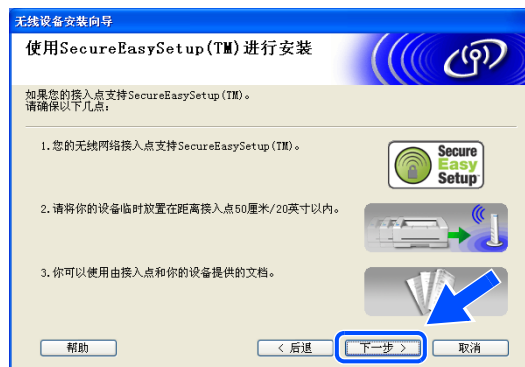 无线设备安装向导
使用SecureEasySetup(TM)进行安装
如果您的接入点支持SecureEasySetup(TM)。
请确保以下几点:
1.您的无线网络接入点支持SecureEasySetup(TM)。
Secure
Easy
Setup
2.请将你的设备临时放置在距离接入点50厘米/20英寸以内。
3.你可以使用由接入点和你的设备提供的文档。
帮助
< 后退
下一步 >
取消